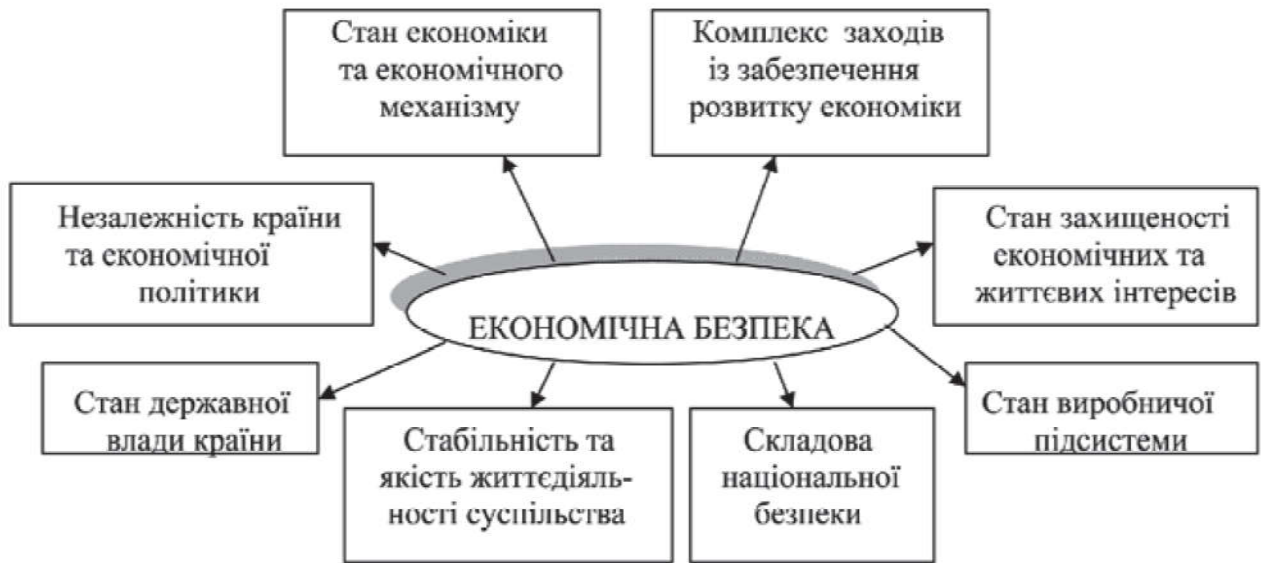 Стан економіки
та економічного
механізму
Комплекс заходів
із забезпечення
розвитку економіки
Незалежність країни
та економічної
політики
Стан захищеності
економічних та
життєвих інтересів
ЕКОНОМІЧНА БЕЗПЕКА
Стан державної
влади країни
Стабільність та
якість життєдіяль-
ності суспільства
Складова
національної
безпеки
Стан виробничої
підсистеми